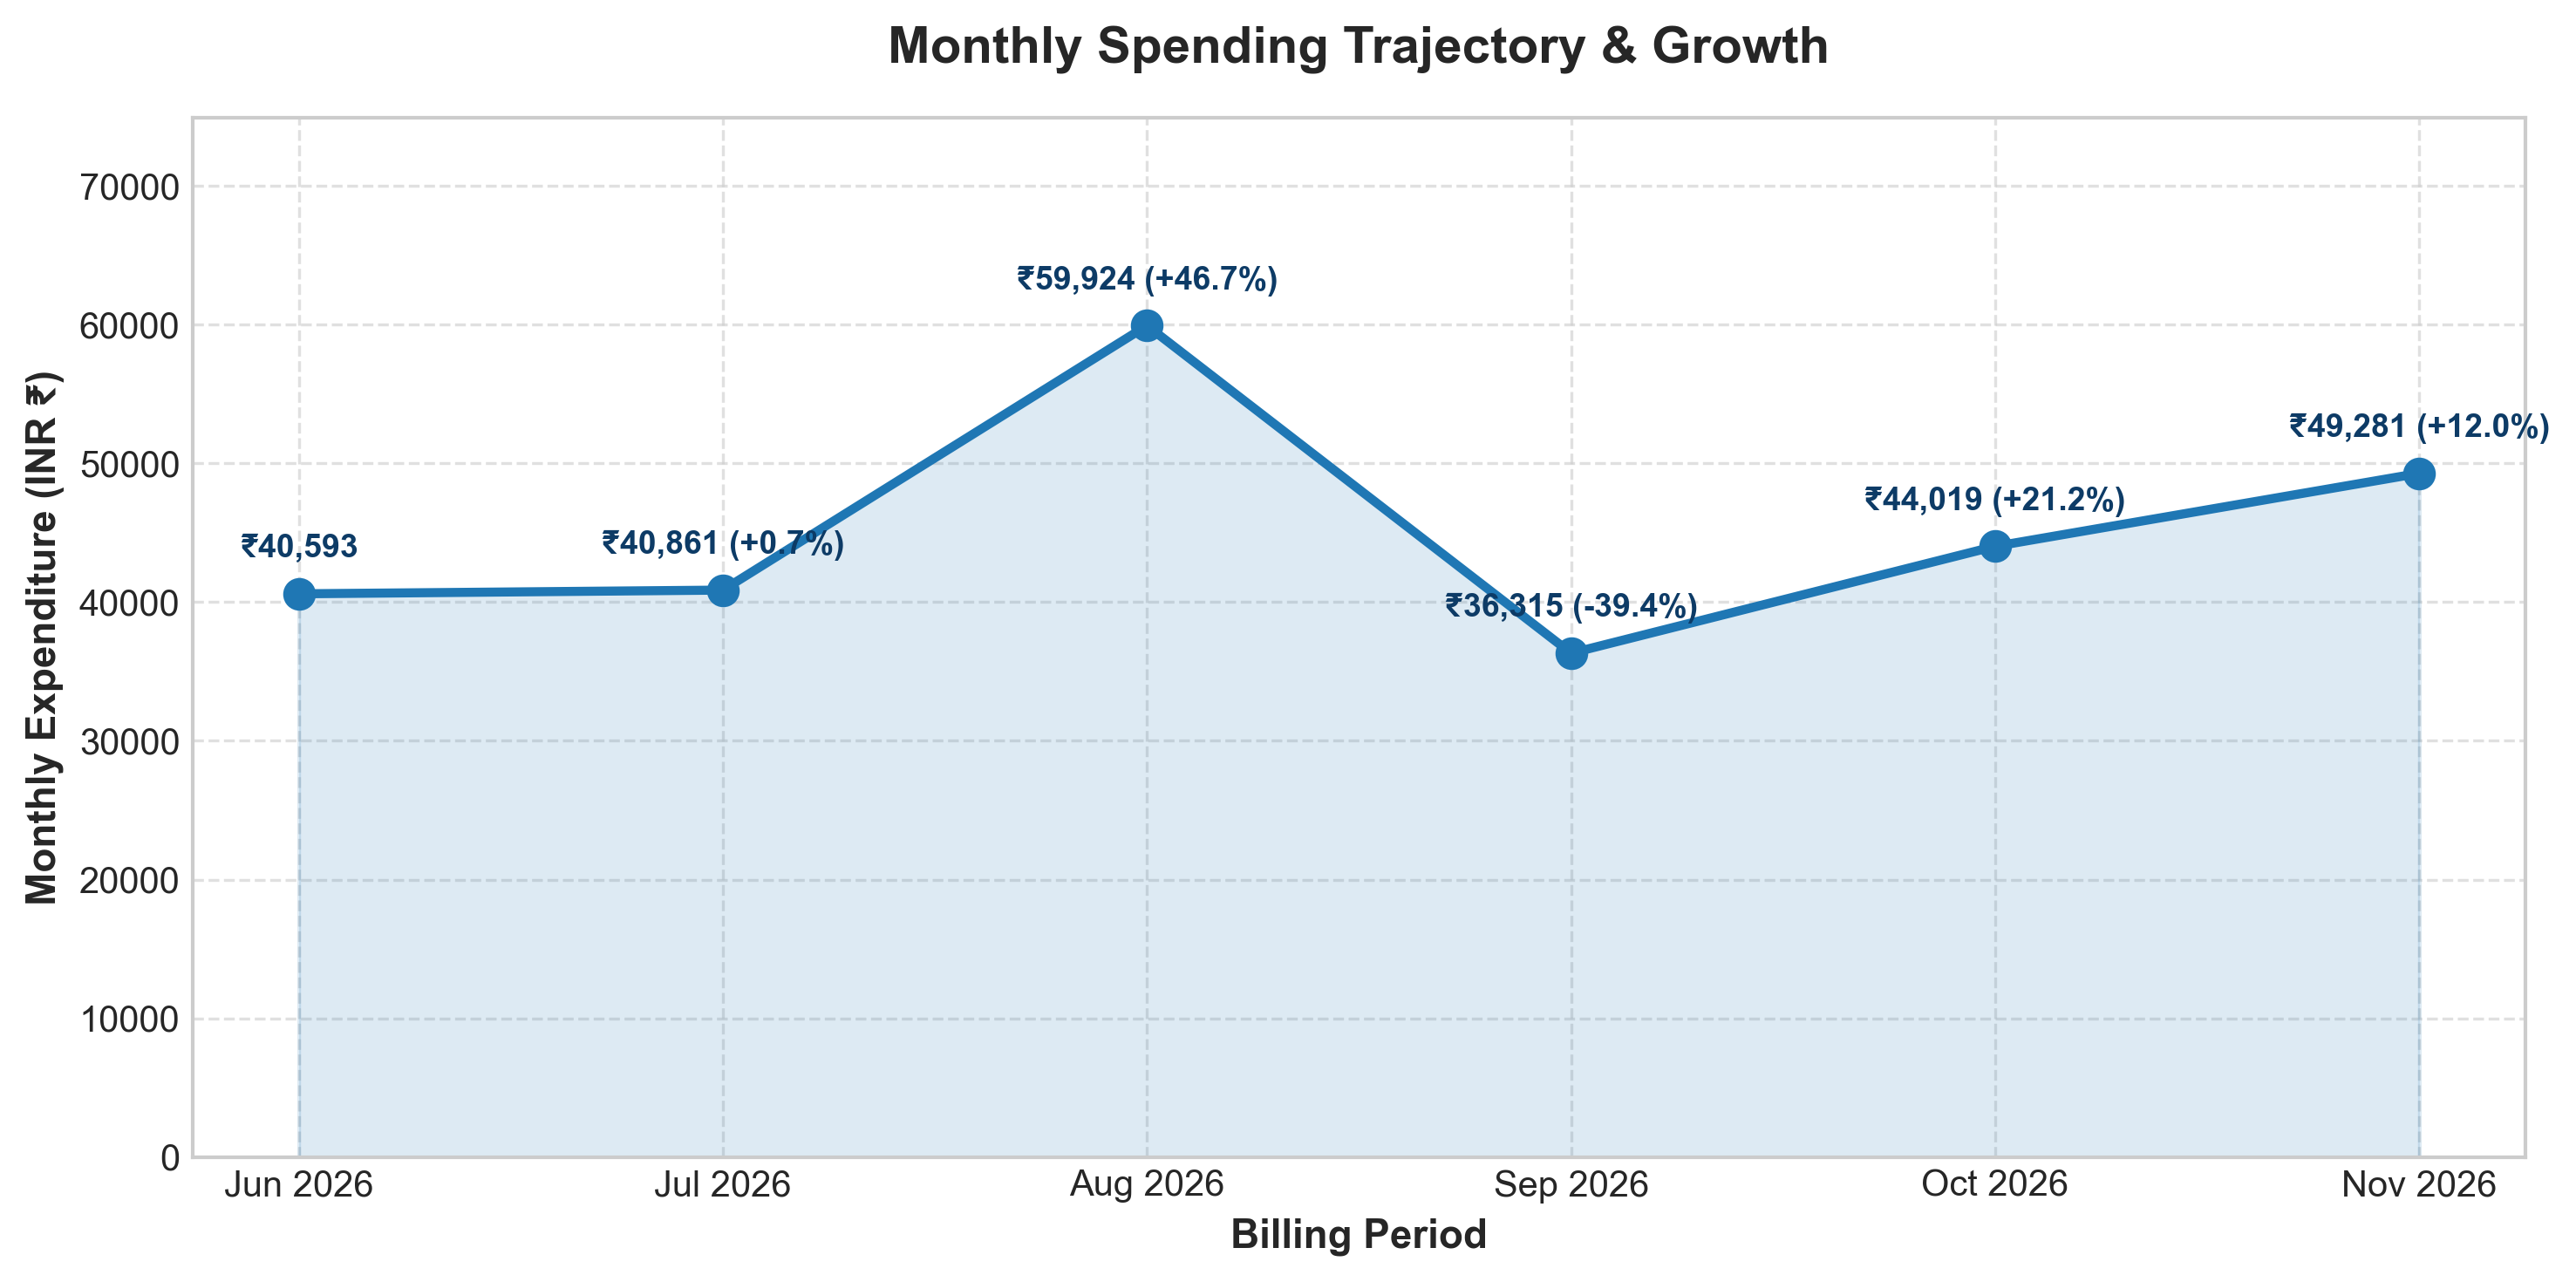 Monthly Spending Trajectory & Growth
Monthly Expenditure (INR ₹)
70000
60000
50000
40000
30000
20000
10000
0
₹40,593
₹40,861 (+0.7%)
₹59,924 (+46.7%)
₹36,315 (-39.4%)
₹44,019 (+21.2%)
₹49,281 (+12.0%)
Jun 2026
Jul 2026
Aug 2026
Sep 2026
Oct 2026
Nov 2026
Billing Period